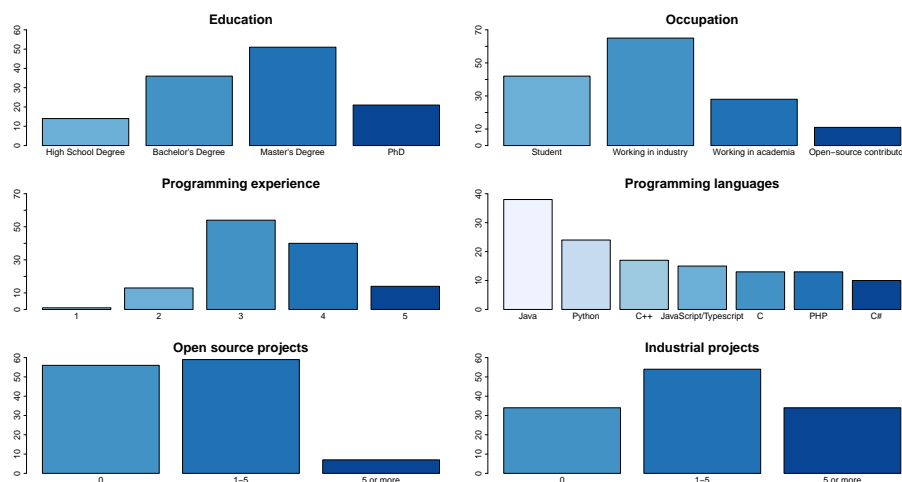 Education
0 10 20 30 40 50 60
High School Degree Bachelor's Degree Master's Degree PhD
Occupation
0 10 30 50 70
Student Working in industry Working in academia Open−source contributo
Programming experience
0 10 30 50 70
1 2 3 4 5
Programming languages
0 10 20 30 40
Java Python C++ JavaScript/Typescript C PHP C#
Open source projects
0 10 20 30 40 50 60
0 1−5 5 or more
Industrial projects
0 10 20 30 40 50 60
0 1−5 5 or more